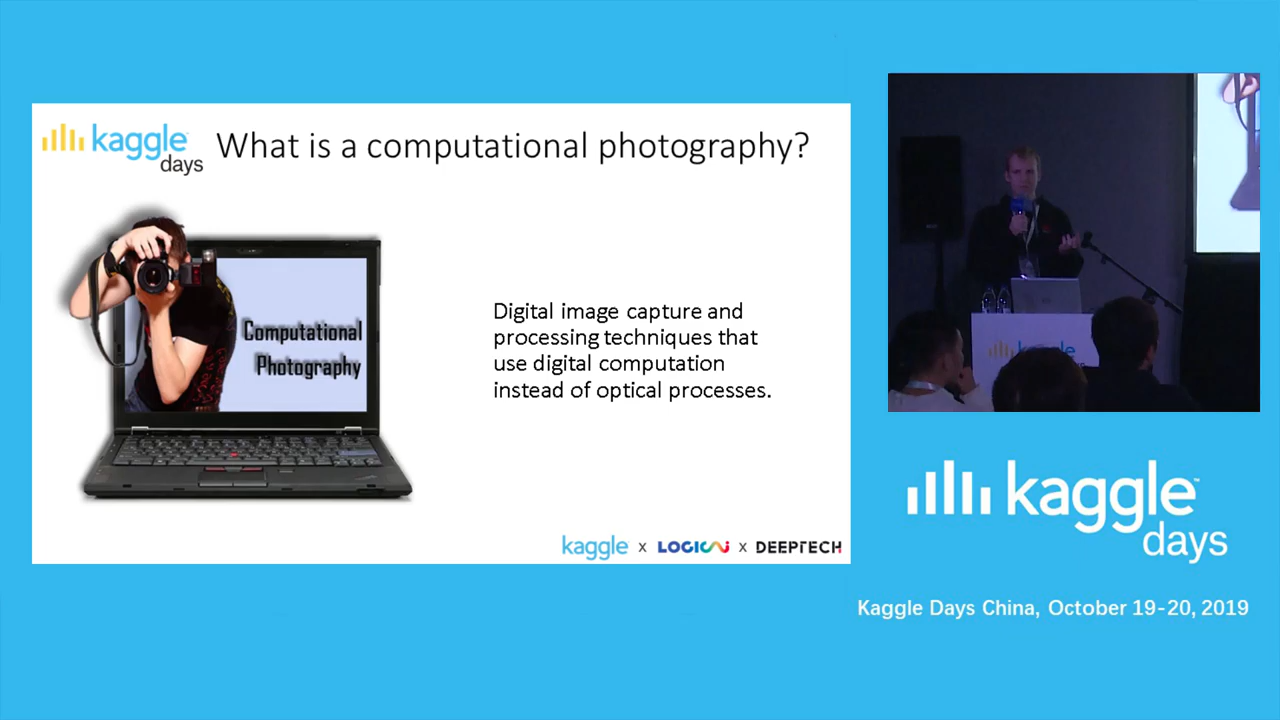 kaggle
days
What is a computational photography?
Computational
Photography
Digital image capture and
processing techniques that
use digital computation
instead of optical processes.
kaggle x LOGICAI x DEEPTECH
kaggle
kaggle
days
Kaggle Days China, October 19-20, 2019